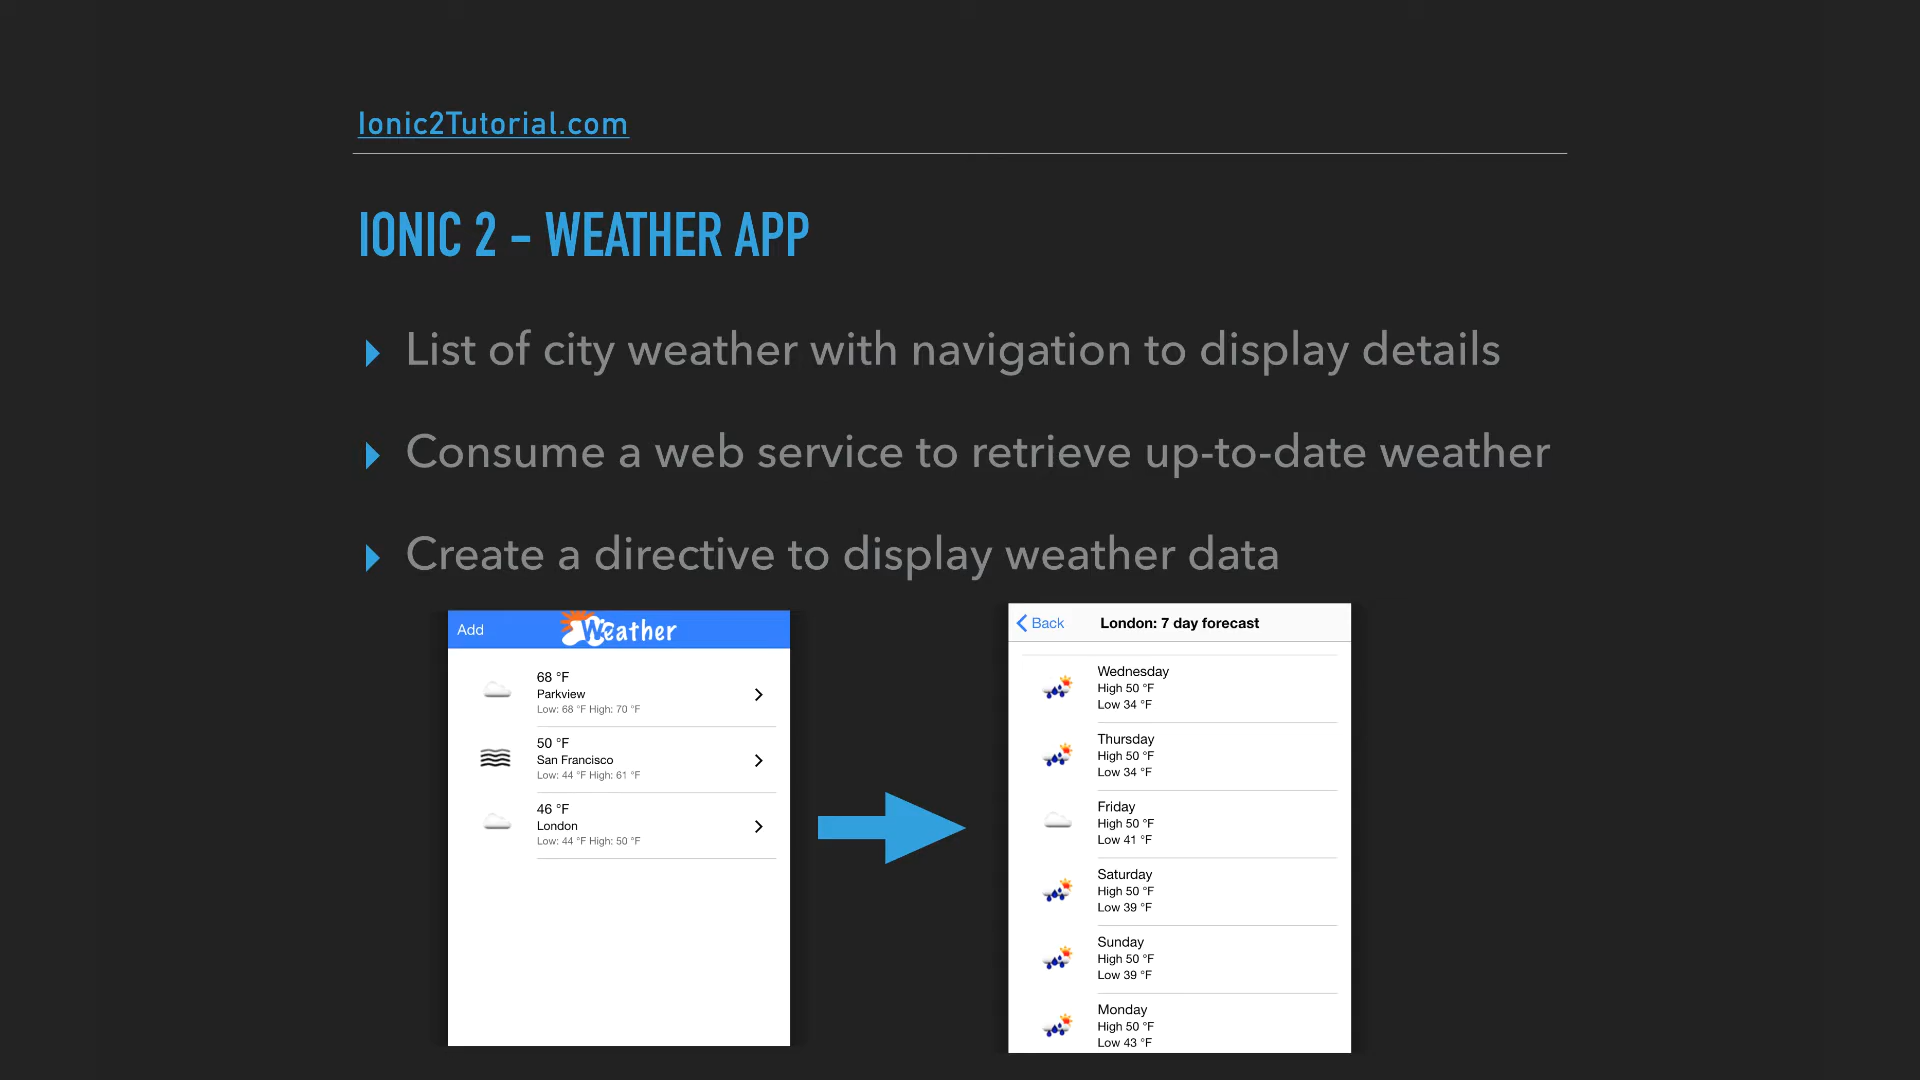 Ionic2Tutorial.com
IONIC 2 - WEATHER APP
List of city weather with navigation to display details
Consume a web service to retrieve up-to-date weather
Create a directive to display weather data
Add
Weather
68 °F
Parkview
Low: 68 °F High: 70 °F
50 °F
San Francisco
Low: 44 °F High: 61 °F
46 °F
London
Low: 44 °F High: 50 °F
Back
London: 7 day forecast
Wednesday
High 50 °F
Low 34 °F
Thursday
High 50 °F
Low 34 °F
Friday
High 50 °F
Low 41 °F
Saturday
High 50 °F
Low 39 °F
Sunday
High 50 °F
Low 39 °F
Monday
High 50 °F
Low 43 °F